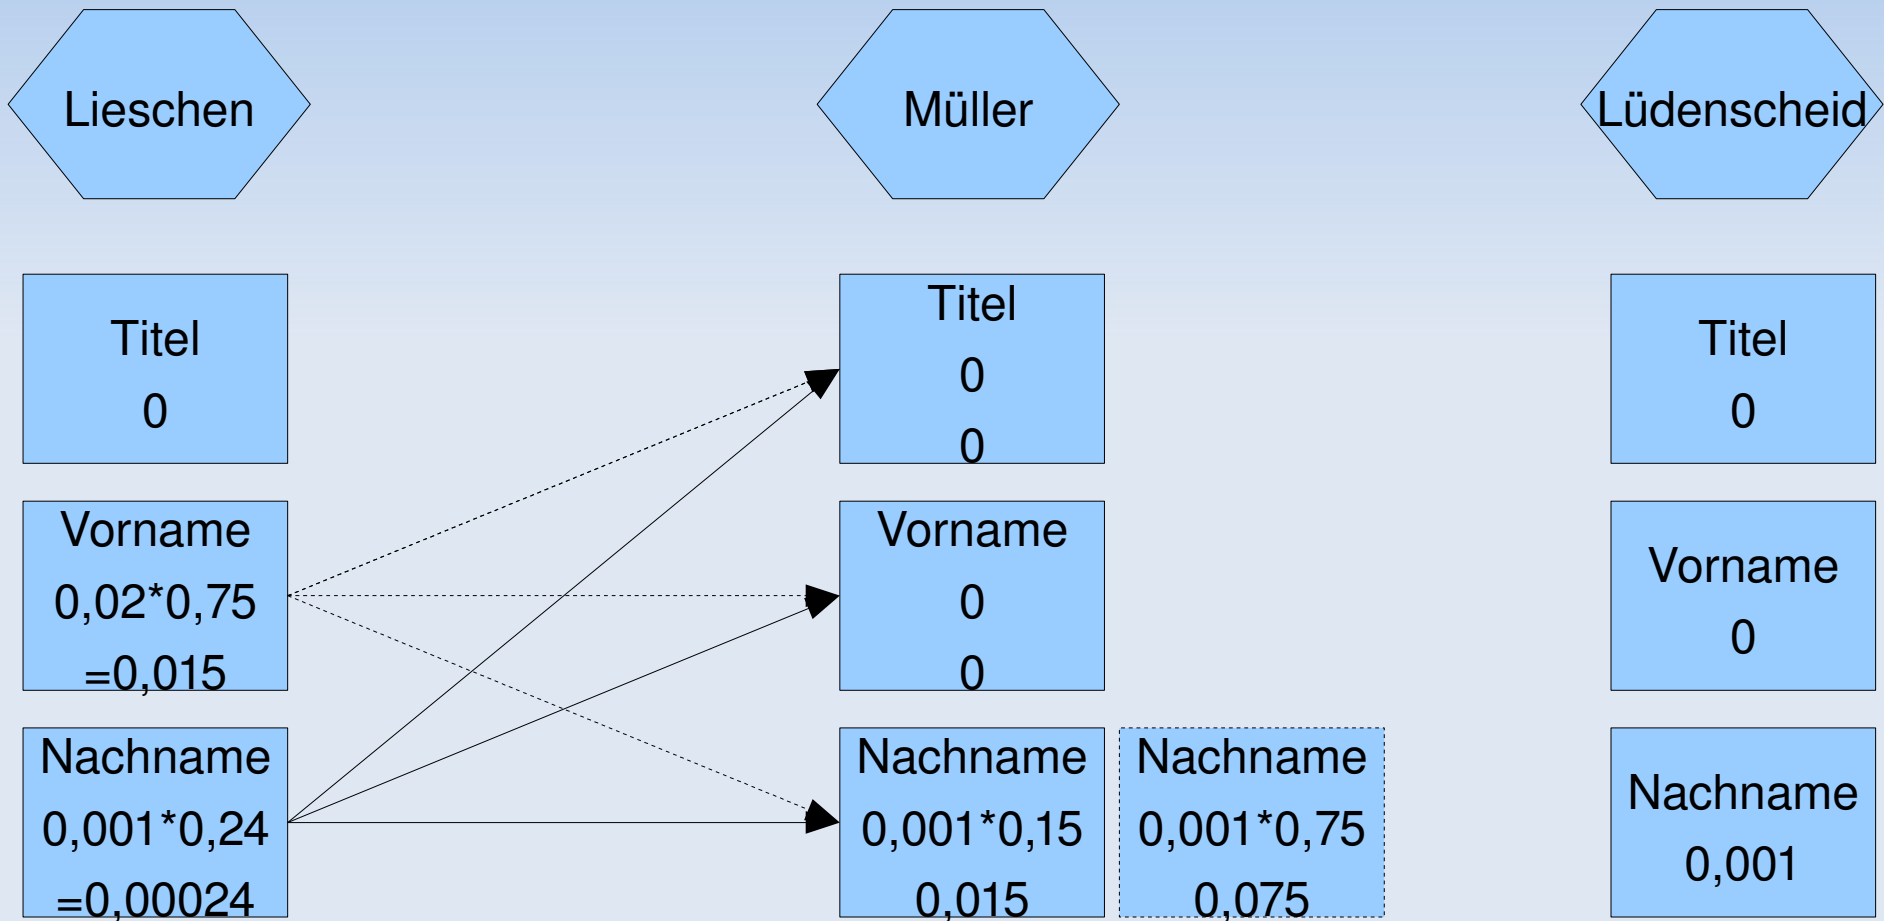 Lieschen
Müller
Lüdenscheid
Titel
0
Titel
0
0
Titel
0
Vorname
0,02*0,75
=0,015
Vorname
0
0
Vorname
0
Nachname
0,001*0,24
=0,00024
Nachname
0,001*0,15
0,015
Nachname
0,001*0,75
0,075
Nachname
0,001